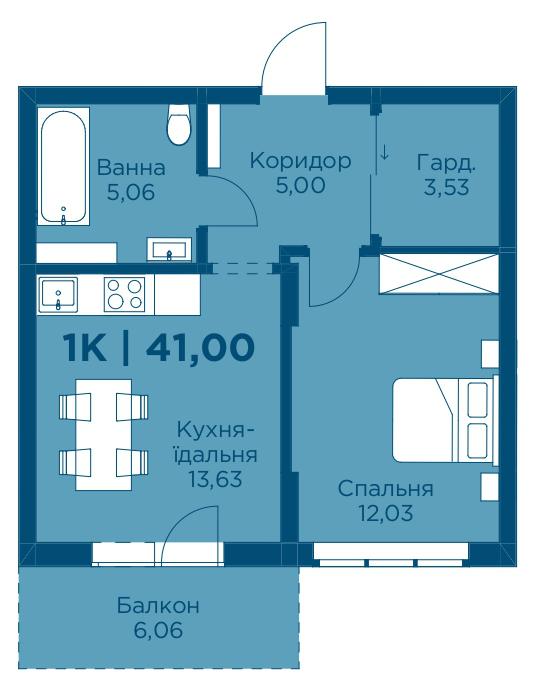 Ванна
5,06
Коридор
5,00
Гард.
3,53
1К | 41,00
Кухня-
їдальня
13,63
Спальня
12,03
Балкон
6,06